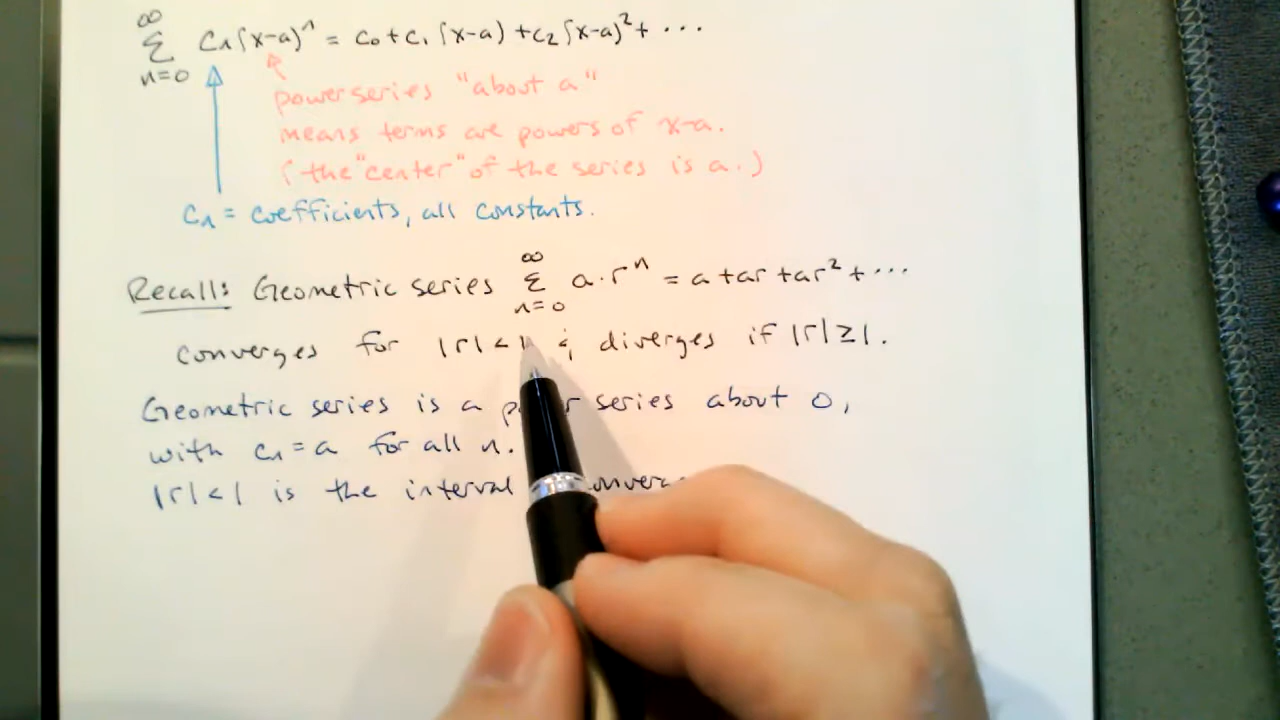 ∞
Σ cₙ(x-a)ⁿ = c₀+c₁(x-a)+c₂(x-a)²+···
n=0
power series "about a"
means terms are powers of x-a.
(the "center" of the series is a.)
cₙ = coefficients, all constants.
∞
Recall: Geometric series Σ a·rⁿ = a+ar+ar²+···
n=0
converges for |r|<1 & diverges if |r|≥1.
Geometric series is a series about 0,
with cₙ=a for all n.
|r|<1 is the interval